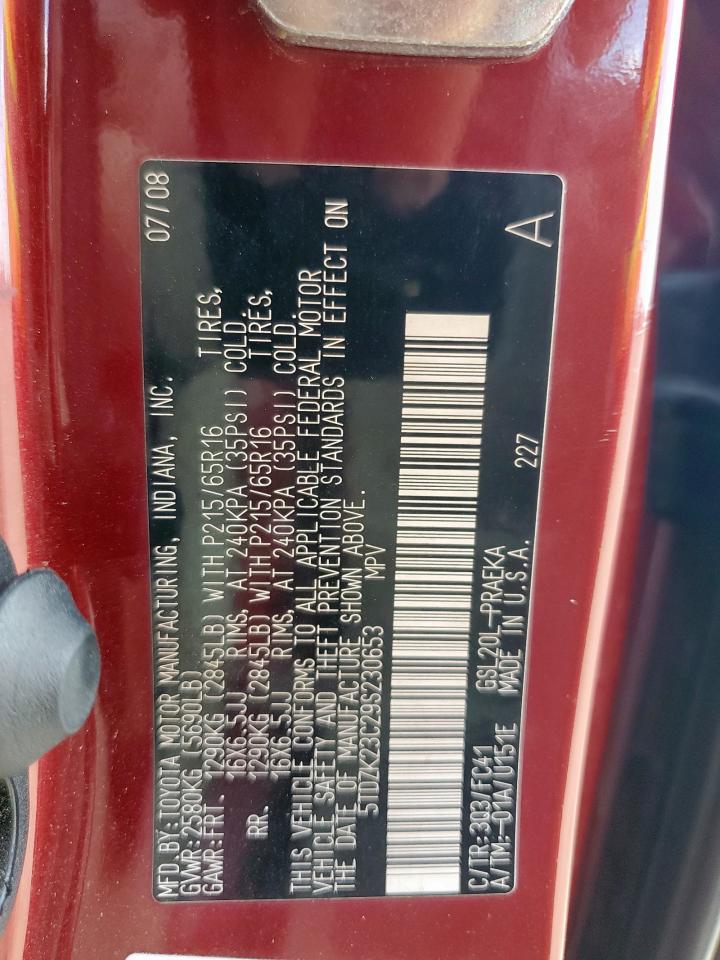 MFD.BY:TOYOTA MOTOR MANUFACTURING, INDIANA, INC. 07/08
GVWR:2580KG (5690LB)
GAWR:FRT. 1290KG (2845LB) WITH P215/65R16 TIRES,
16X6.5JJ RIMS, AT 240KPA (35PSI) COLD.
RR. 1290KG (2845LB) WITH P215/65R16 TIRES,
16X6.5JJ RIMS, AT 240KPA (35PSI) COLD.
THIS VEHICLE CONFORMS TO ALL APPLICABLE FEDERAL MOTOR
VEHICLE SAFETY AND THEFT PREVENTION STANDARDS IN EFFECT ON
THE DATE OF MANUFACTURE SHOWN ABOVE.
5TDZK23C29S230653 MPV
C/TR:3Q3/FC41 GSL20L-PRAEKA 227 A
A/TM:-01A/U151E MADE IN U.S.A.